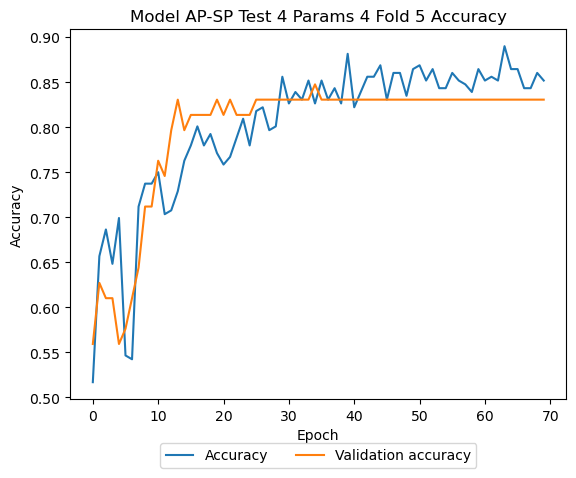 Model AP-SP Test 4 Params 4 Fold 5 Accuracy
0.90
0.85
0.80
0.75
0.70
0.65
0.60
0.55
0.50
Accuracy
0 10 20 30 40 50 60 70
Epoch
Accuracy Validation accuracy